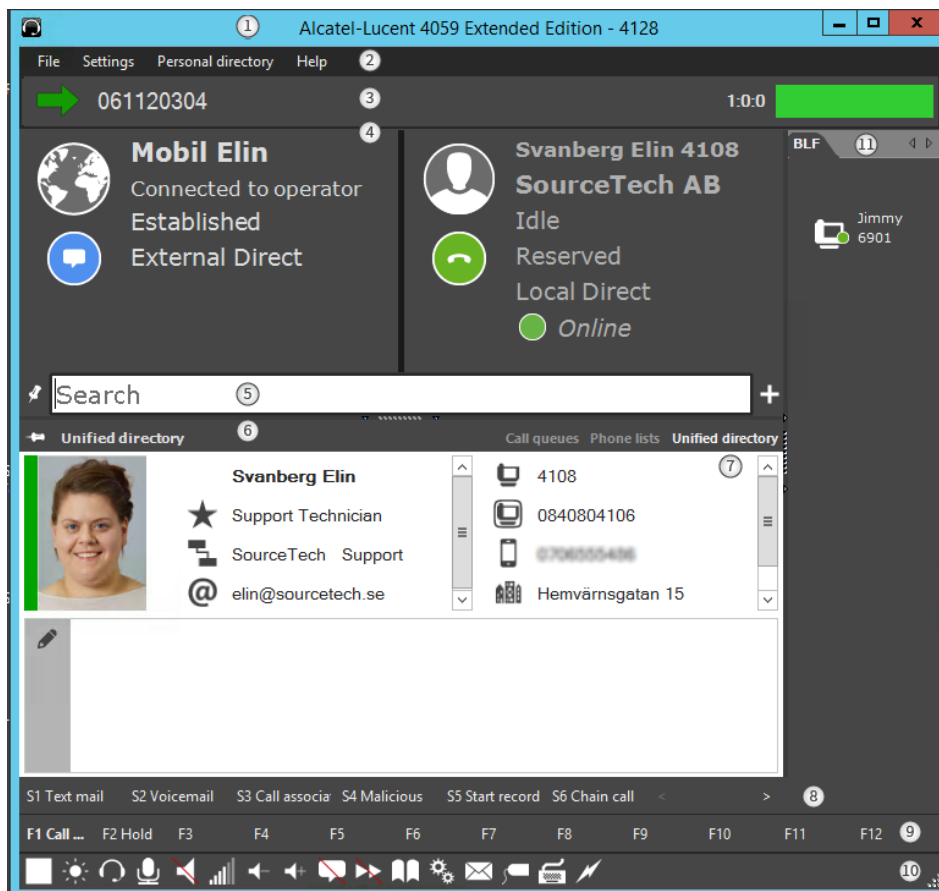 1
Alcatel-Lucent 4059 Extended Edition - 4128
File Settings Personal directory Help 2
061120304 3 1:0:0
4
Mobil Elin
Connected to operator
Established
External Direct
Svanberg Elin 4108
SourceTech AB
Idle
Reserved
Local Direct
Online
BLF 11
Jimmy
6901
Search 5
Unified directory 6 Call queues Phone lists Unified directory
7
Svanberg Elin
Support Technician
SourceTech Support
elin@sourcetech.se
4108
0840804106
Hemvärnsgatan 15
S1 Text mail S2 Voicemail S3 Call associa S4 Malicious S5 Start record S6 Chain call < > 8
F1 Call ... F2 Hold F3 F4 F5 F6 F7 F8 F9 F10 F11 F12 9
10